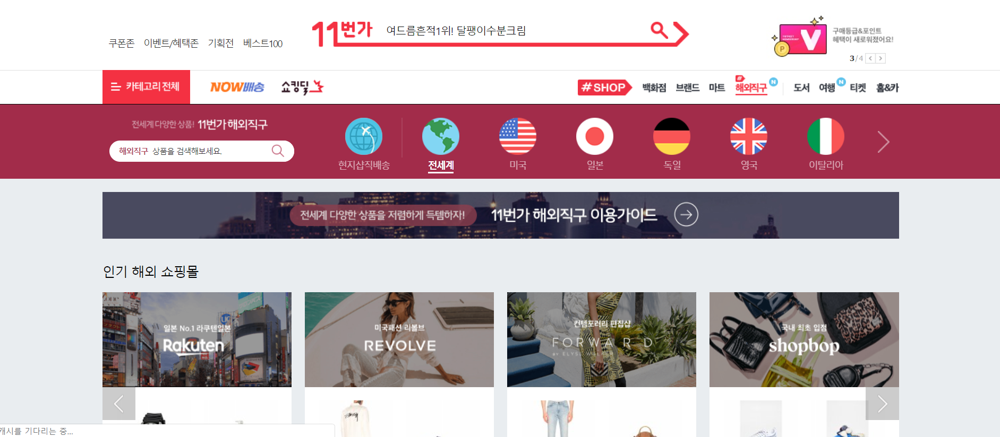 쿠폰존 이벤트/혜택존 기획전 베스트100
11번가 여드름흔적1위! 달팽이수분크림
구매등급&포인트
혜택이 새로워졌어요!
3/4
카테고리 전체 NOW배송 쇼킹딜
#SHOP 백화점 브랜드 마트 해외직구 N 도서 여행 N 티켓 홈&카
전세계 다양한 상품! 11번가 해외직구
해외직구 상품을 검색해보세요.
현지샵직배송 전세계 미국 일본 독일 영국 이탈리아
전세계 다양한 상품을 저렴하게 득템하자! 11번가 해외직구 이용가이드
인기 해외 쇼핑몰
일본 No.1 라쿠텐일본
Rakuten
미국패션 리볼브
REVOLVE
컨템포러리 편집샵
FORWARD
BY ELYSE WALKER
국내 최초 입점
shopbop
캐시를 기다리는 중...